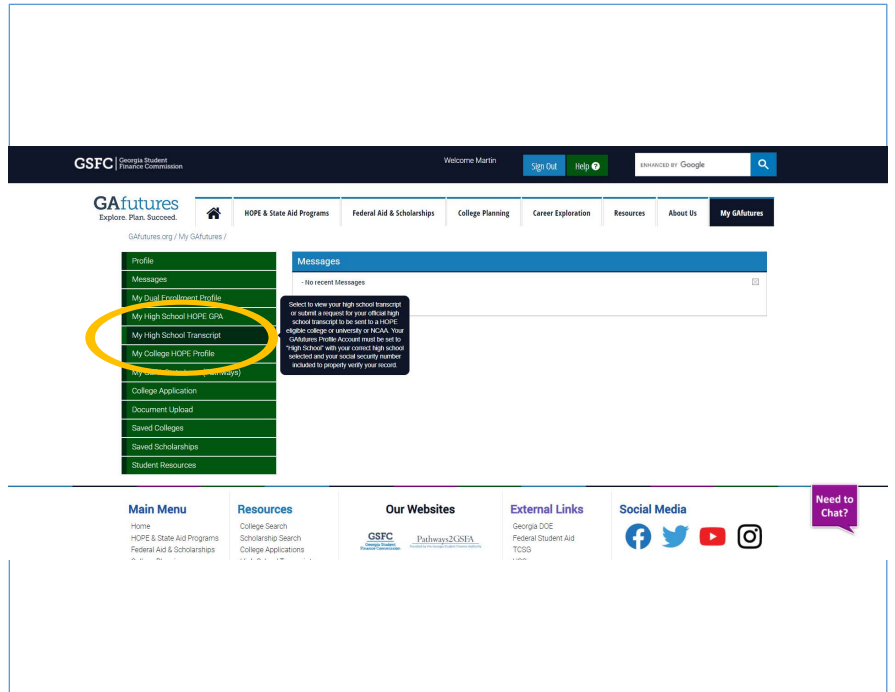 GSFC Georgia Student
Finance Commission
Welcome Martin
Sign Out
Help ?
ENHANCED BY Google
GAfutures
Explore. Plan. Succeed.
HOPE & State Aid Programs
Federal Aid & Scholarships
College Planning
Career Exploration
Resources
About Us
My GAfutures
GAfutures.org / My GAfutures /
Profile
Messages
My Dual Enrollment Profile
My High School HOPE GPA
My High School Transcript
My College HOPE Profile
College Application
Document Upload
Saved Colleges
Saved Scholarships
Student Resources
Messages
- No recent Messages
Select to view your high school transcript
or submit a request for your official high
school transcript to be sent to a HOPE
eligible college or university or NCAA. Your
GAfutures Profile Account must be set to
"High School" with your correct high school
selected and your social security number
included to properly verify your record.
Main Menu
Home
HOPE & State Aid Programs
Federal Aid & Scholarships
Resources
College Search
Scholarship Search
College Applications
Our Websites
GSFC
Pathways2GSFA
External Links
Georgia DOE
Federal Student Aid
TCSG
Social Media
Need to
Chat?